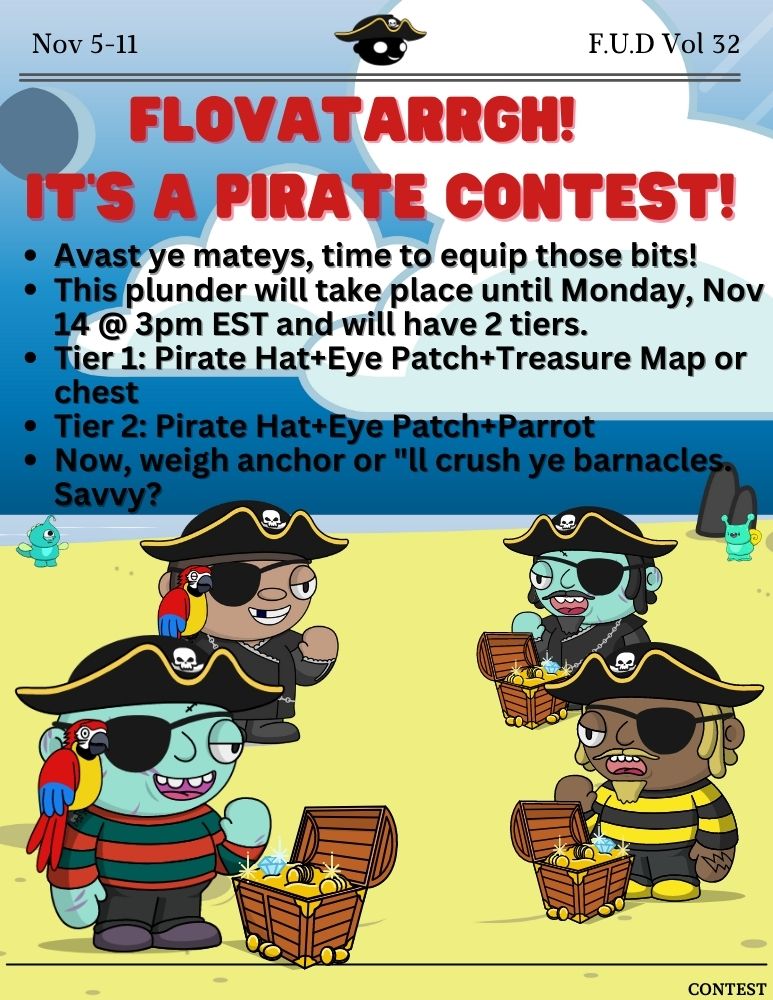 Nov 5-11
F.U.D Vol 32
FLOVATARRGH!
IT'S A PIRATE CONTEST!
• Avast ye mateys, time to equip those bits!
• This plunder will take place until Monday, Nov
14 @ 3pm EST and will have 2 tiers.
• Tier 1: Pirate Hat+Eye Patch+Treasure Map or
chest
• Tier 2: Pirate Hat+Eye Patch+Parrot
• Now, weigh anchor or "ll crush ye barnacles.
Savvy?
CONTEST